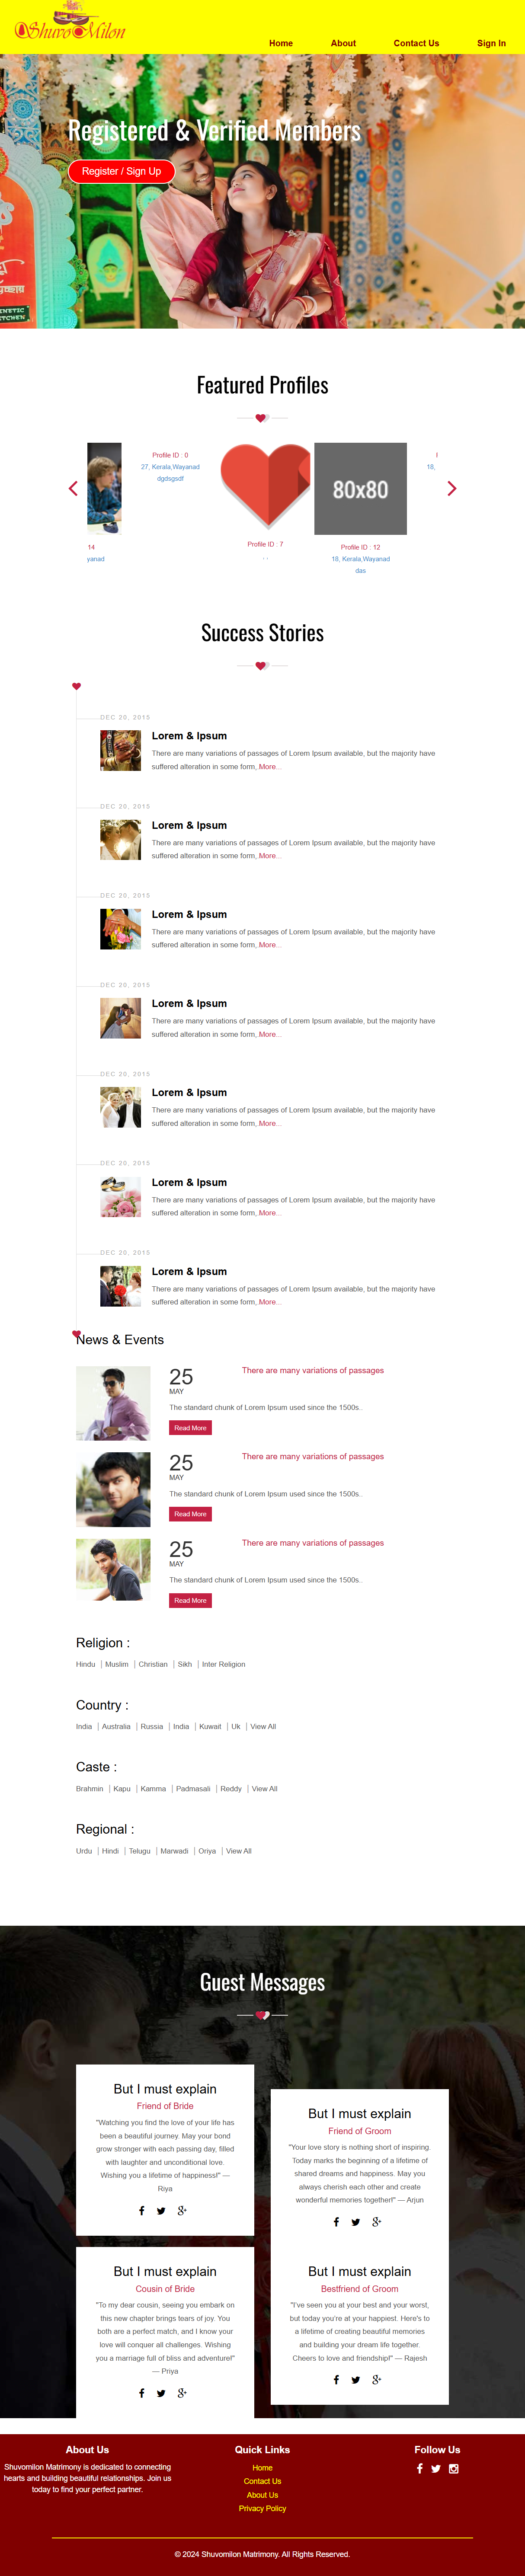 Shuvo Milon
Home
About
Contact Us
Sign In
Registered & Verified Members
Register / Sign Up
NETIC
KITCHEN
Featured Profiles
14
yanad
Profile ID : 0
27, Kerala,Wayanad
dgdsgsdf
Profile ID : 7
, ,
80x80
Profile ID : 12
18, Kerala,Wayanad
das
18,
Success Stories
DEC 20, 2015
Lorem & Ipsum
There are many variations of passages of Lorem Ipsum available, but the majority have
suffered alteration in some form,.More...
DEC 20, 2015
Lorem & Ipsum
There are many variations of passages of Lorem Ipsum available, but the majority have
suffered alteration in some form,.More...
DEC 20, 2015
Lorem & Ipsum
There are many variations of passages of Lorem Ipsum available, but the majority have
suffered alteration in some form,.More...
DEC 20, 2015
Lorem & Ipsum
There are many variations of passages of Lorem Ipsum available, but the majority have
suffered alteration in some form,.More...
DEC 20, 2015
Lorem & Ipsum
There are many variations of passages of Lorem Ipsum available, but the majority have
suffered alteration in some form,.More...
DEC 20, 2015
Lorem & Ipsum
There are many variations of passages of Lorem Ipsum available, but the majority have
suffered alteration in some form,.More...
DEC 20, 2015
Lorem & Ipsum
There are many variations of passages of Lorem Ipsum available, but the majority have
suffered alteration in some form,.More...
News & Events
25
MAY
There are many variations of passages
The standard chunk of Lorem Ipsum used since the 1500s..
Read More
25
MAY
There are many variations of passages
The standard chunk of Lorem Ipsum used since the 1500s..
Read More
25
MAY
There are many variations of passages
The standard chunk of Lorem Ipsum used since the 1500s..
Read More
Religion :
Hindu | Muslim | Christian | Sikh | Inter Religion
Country :
India | Australia | Russia | India | Kuwait | Uk | View All
Caste :
Brahmin | Kapu | Kamma | Padmasali | Reddy | View All
Regional :
Urdu | Hindi | Telugu | Marwadi | Oriya | View All
Guest Messages
But I must explain
Friend of Bride
"Watching you find the love of your life has
been a beautiful journey. May your bond
grow stronger with each passing day, filled
with laughter and unconditional love.
Wishing you a lifetime of happiness!" —
Riya
But I must explain
Friend of Groom
"Your love story is nothing short of inspiring.
Today marks the beginning of a lifetime of
shared dreams and happiness. May you
always cherish each other and create
wonderful memories together!" — Arjun
But I must explain
Cousin of Bride
"To my dear cousin, seeing you embark on
this new chapter brings tears of joy. You
both are a perfect match, and I know your
love will conquer all challenges. Wishing
you a marriage full of bliss and adventure!"
— Priya
But I must explain
Bestfriend of Groom
"I've seen you at your best and your worst,
but today you're at your happiest. Here's to
a lifetime of creating beautiful memories
and building your dream life together.
Cheers to love and friendship!" — Rajesh
About Us
Shuvomilon Matrimony is dedicated to connecting
hearts and building beautiful relationships. Join us
today to find your perfect partner.
Quick Links
Home
Contact Us
About Us
Privacy Policy
Follow Us
© 2024 Shuvomilon Matrimony. All Rights Reserved.